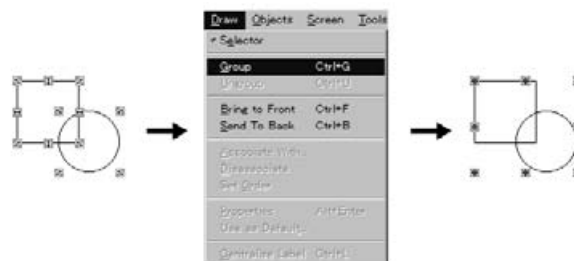 Draw Objects Screen Tools
Selector
Group Ctrl+G
Ungroup Ctrl+U
Bring to Front Ctrl+F
Send To Back Ctrl+B
Associate With...
Disassociate
Set Order
Properties Alt+Enter
Use as Default...
Centralise Label Ctrl+L